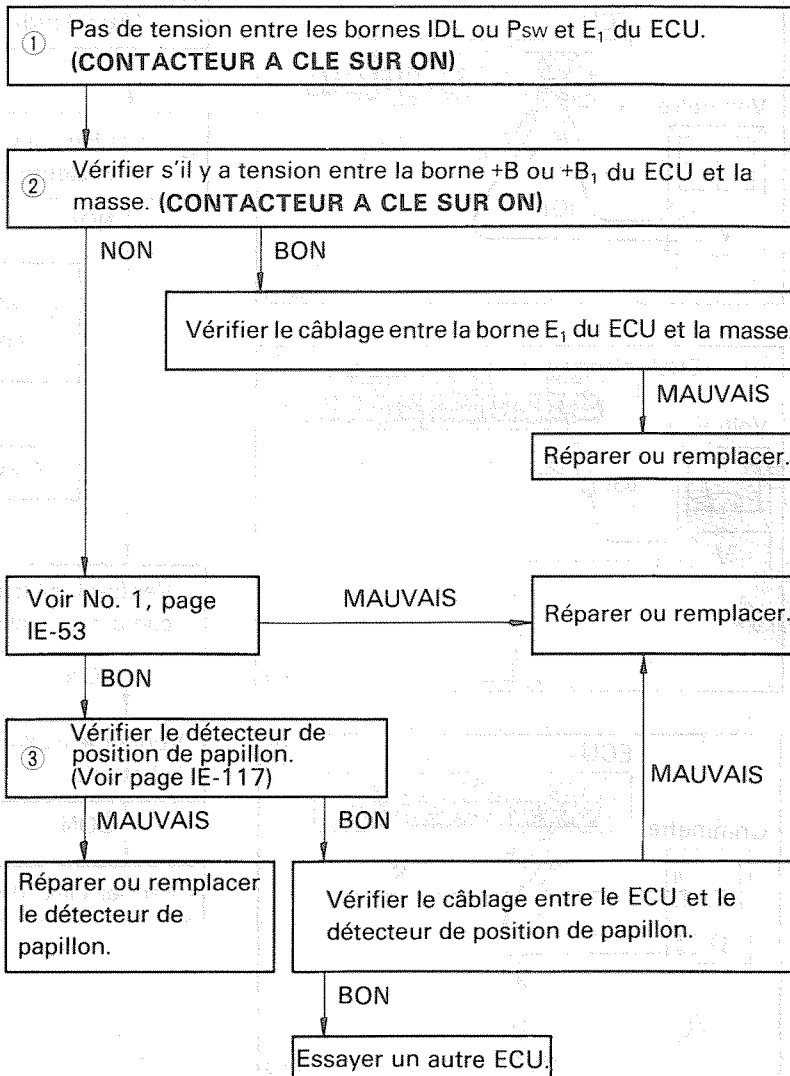 ① Pas de tension entre les bornes IDL ou Psw et E₁ du ECU.
(CONTACTEUR A CLE SUR ON)
② Vérifier s'il y a tension entre la borne +B ou +B₁ du ECU et la
masse. (CONTACTEUR A CLE SUR ON)
NON
BON
Vérifier le câblage entre la borne E₁ du ECU et la masse.
MAUVAIS
Réparer ou remplacer.
Voir No. 1, page
IE-53
MAUVAIS
Réparer ou remplacer.
BON
③ Vérifier le détecteur de
position de papillon.
(Voir page IE-117)
MAUVAIS
MAUVAIS
BON
Réparer ou remplacer
le détecteur de
papillon.
Vérifier le câblage entre le ECU et le
détecteur de position de papillon.
BON
Essayer un autre ECU.